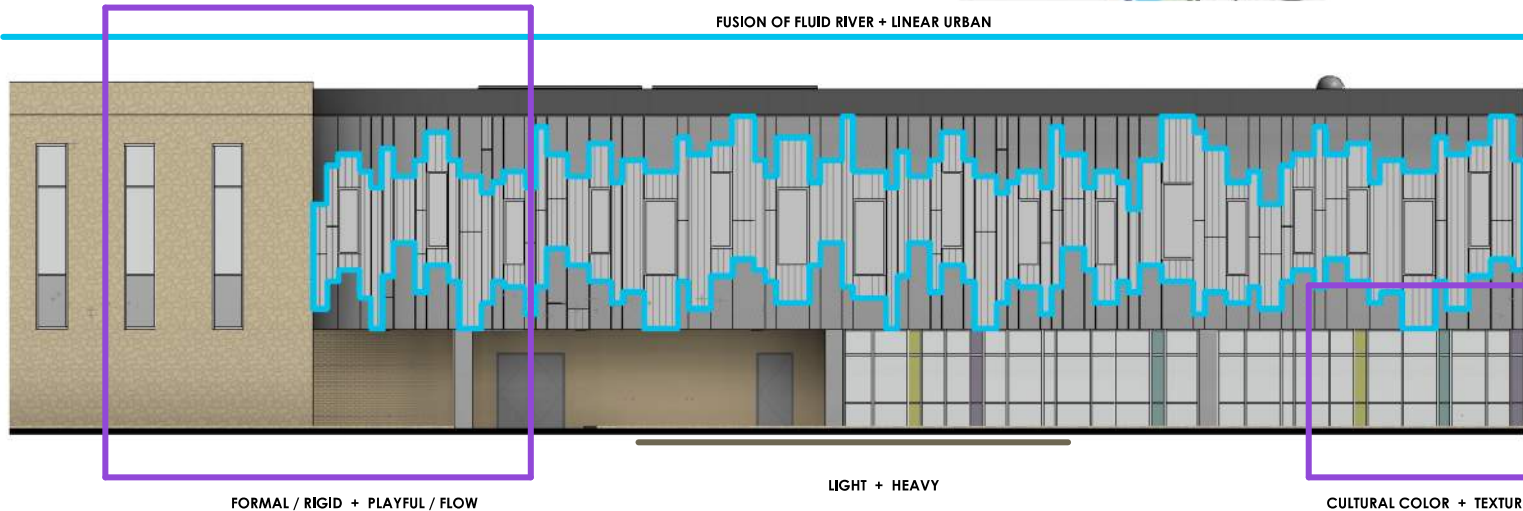 FUSION OF FLUID RIVER + LINEAR URBAN
LIGHT + HEAVY
FORMAL / RIGID + PLAYFUL / FLOW
CULTURAL COLOR + TEXTUR